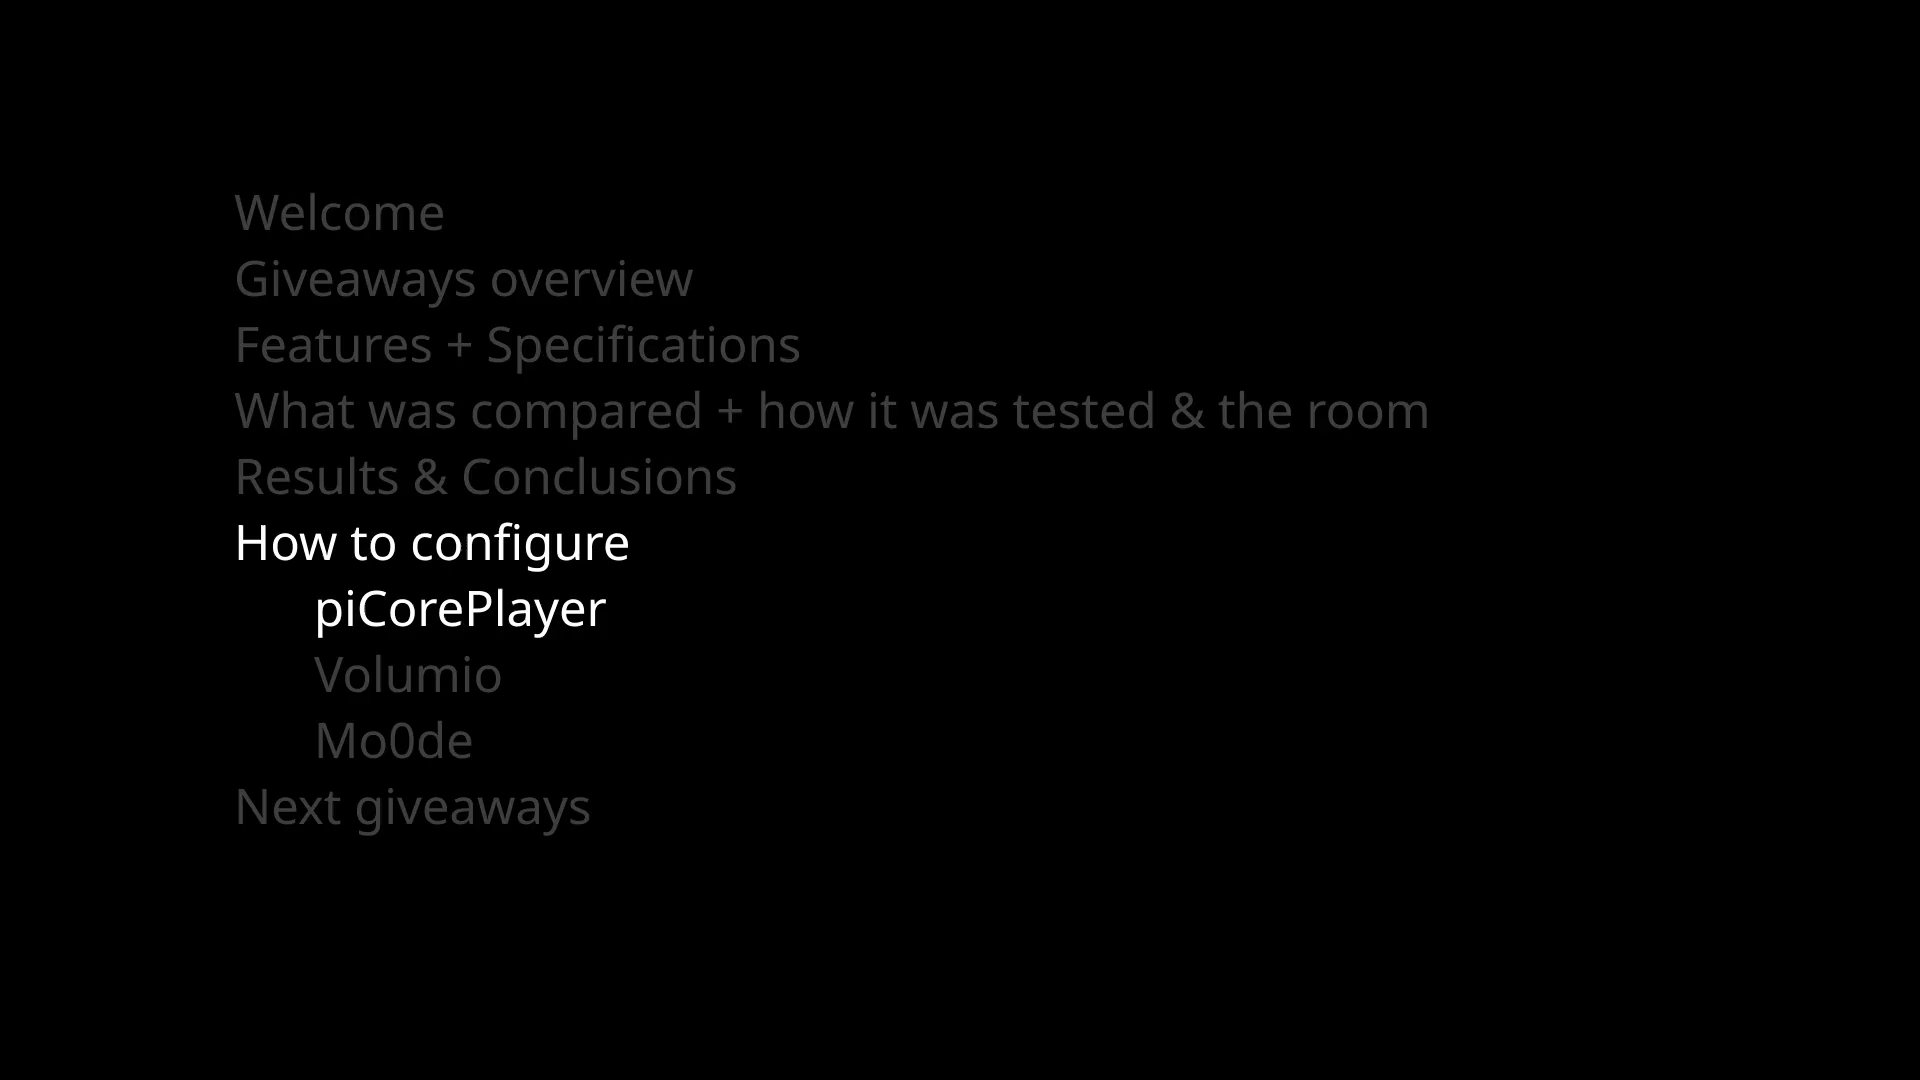 Welcome
Giveaways overview
Features + Specifications
What was compared + how it was tested & the room
Results & Conclusions
How to configure
piCorePlayer
Volumio
Mo0de
Next giveaways